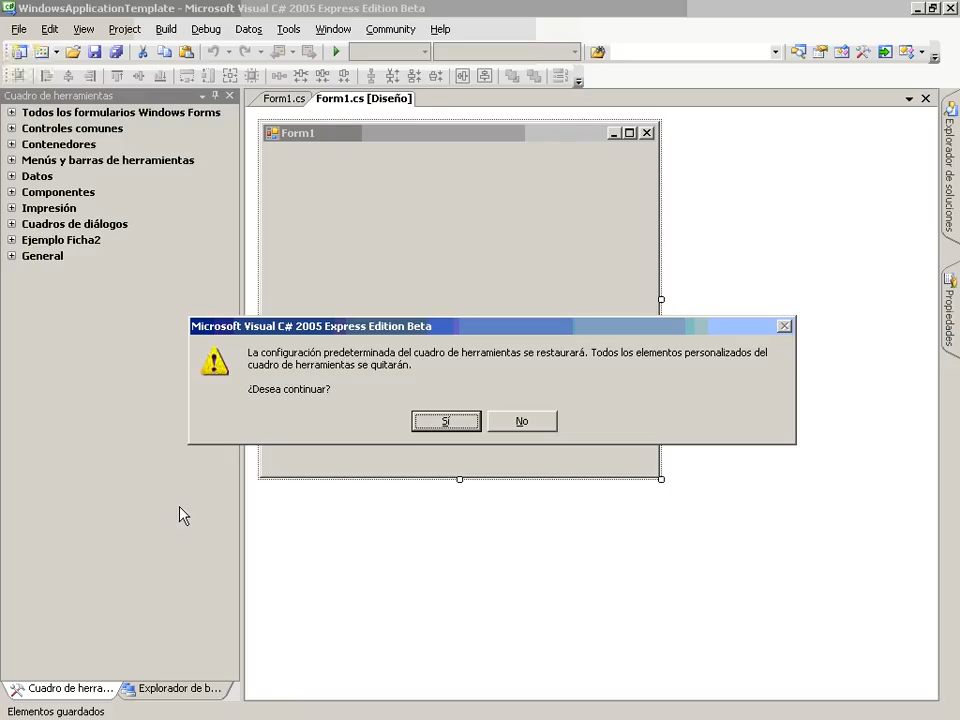 WindowsApplicationTemplate - Microsoft Visual C# 2005 Express Edition Beta
File Edit View Project Build Debug Datos Tools Window Community Help
Cuadro de herramientas
Form1.cs Form1.cs [Diseño]
Todos los formularios Windows Forms
Controles comunes
Contenedores
Menús y barras de herramientas
Datos
Componentes
Impresión
Cuadros de diálogos
Ejemplo Ficha2
General
Form1
Explorador de soluciones
Propiedades
Microsoft Visual C# 2005 Express Edition Beta
La configuración predeterminada del cuadro de herramientas se restaurará. Todos los elementos personalizados del
cuadro de herramientas se quitarán.
¿Desea continuar?
Sí No
Cuadro de herra... Explorador de b...
Elementos guardados